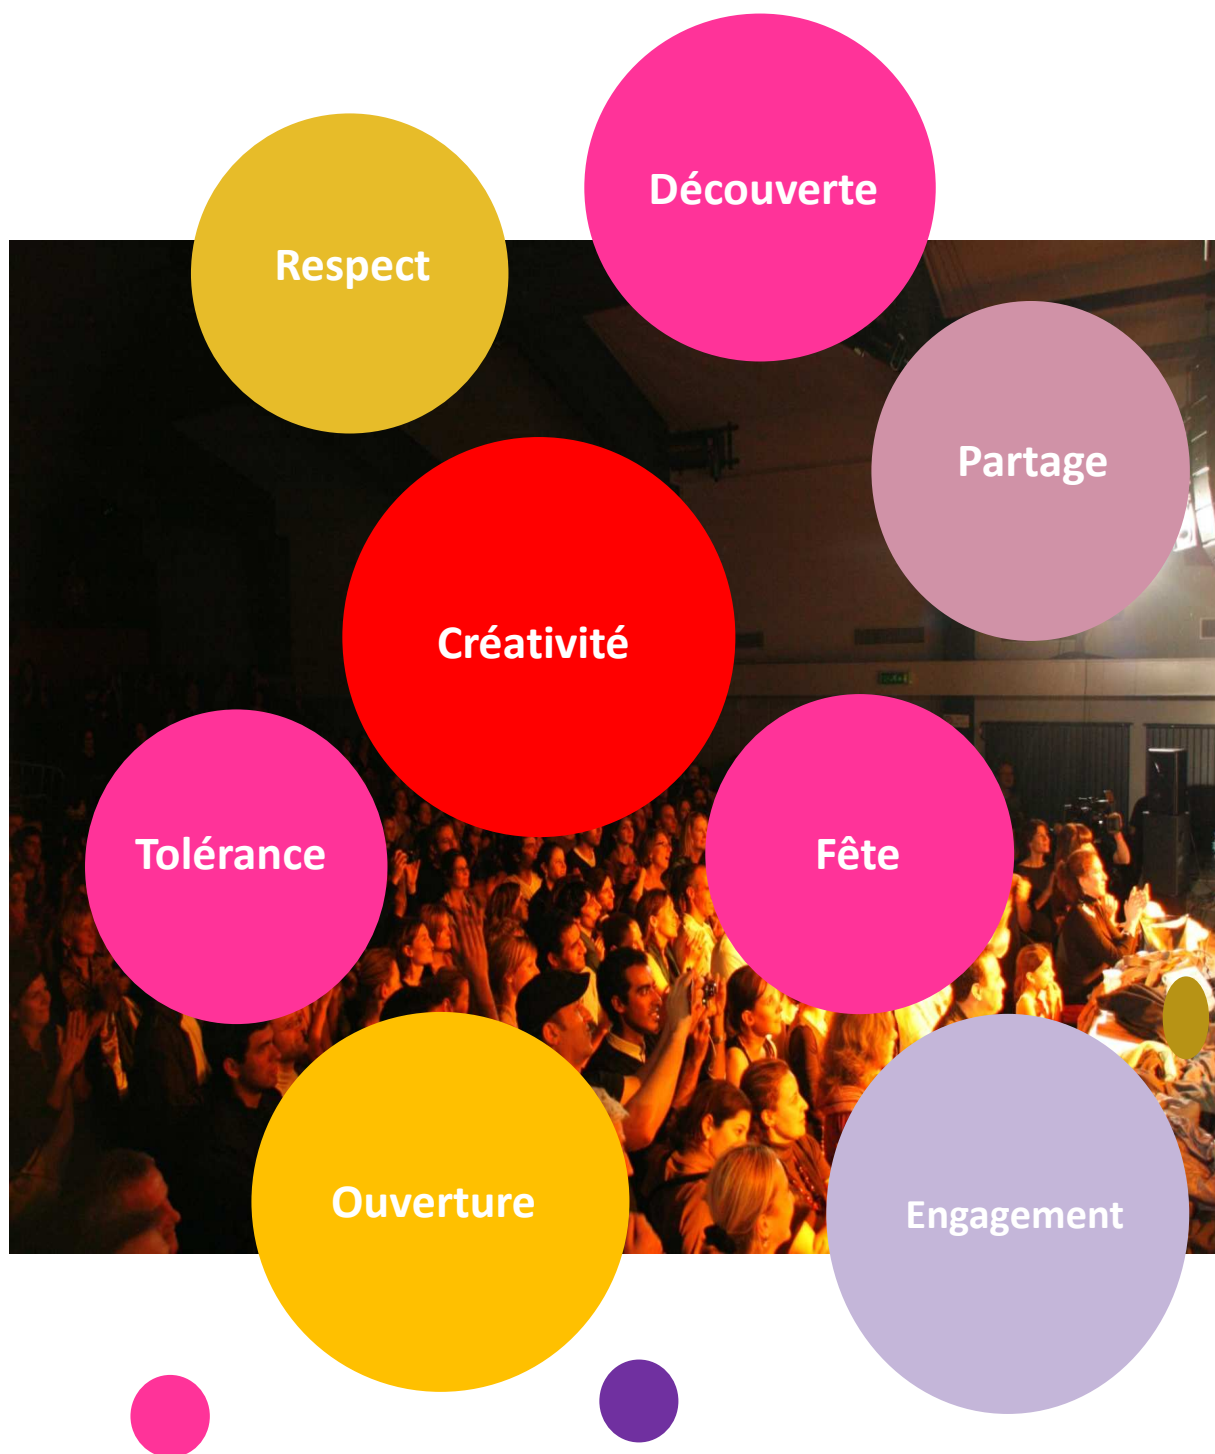 Découverte
Respect
Partage
Créativité
Tolérance
Fête
Ouverture
Engagement